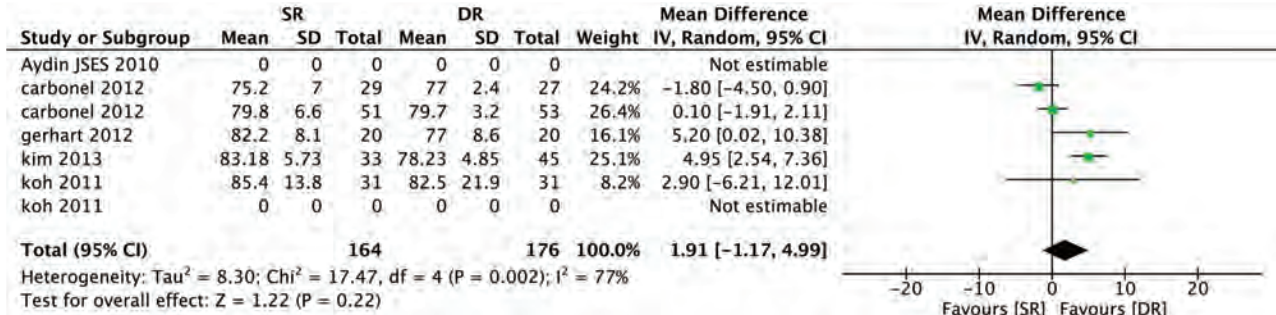 SR DR Mean Difference Mean Difference
Study or Subgroup Mean SD Total Mean SD Total Weight IV, Random, 95% CI IV, Random, 95% CI
Aydin JSES 2010 0 0 0 0 0 0 Not estimable
carbonel 2012 75.2 7 29 77 2.4 27 24.2% −1.80 [−4.50, 0.90]
carbonel 2012 79.8 6.6 51 79.7 3.2 53 26.4% 0.10 [−1.91, 2.11]
gerhart 2012 82.2 8.1 20 77 8.6 20 16.1% 5.20 [0.02, 10.38]
kim 2013 83.18 5.73 33 78.23 4.85 45 25.1% 4.95 [2.54, 7.36]
koh 2011 85.4 13.8 31 82.5 21.9 31 8.2% 2.90 [−6.21, 12.01]
koh 2011 0 0 0 0 0 0 Not estimable
Total (95% CI) 164 176 100.0% 1.91 [−1.17, 4.99]
Heterogeneity: Tau² = 8.30; Chi² = 17.47, df = 4 (P = 0.002); I² = 77%
Test for overall effect: Z = 1.22 (P = 0.22)
−20 −10 0 10 20
Favours [SR] Favours [DR]